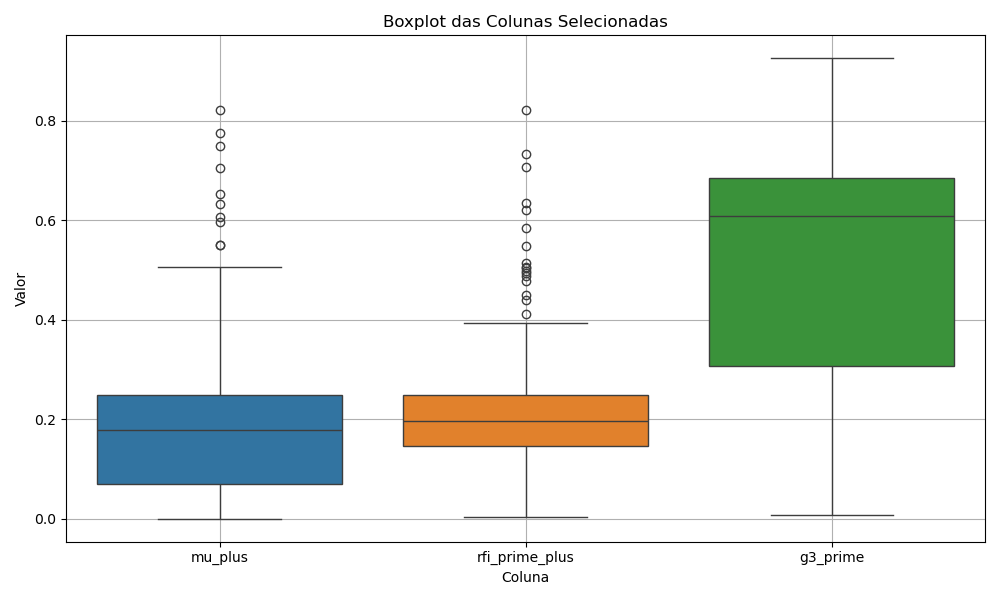 Boxplot das Colunas Selecionadas
Valor
0.8
0.6
0.4
0.2
0.0
mu_plus
rfi_prime_plus
g3_prime
Coluna